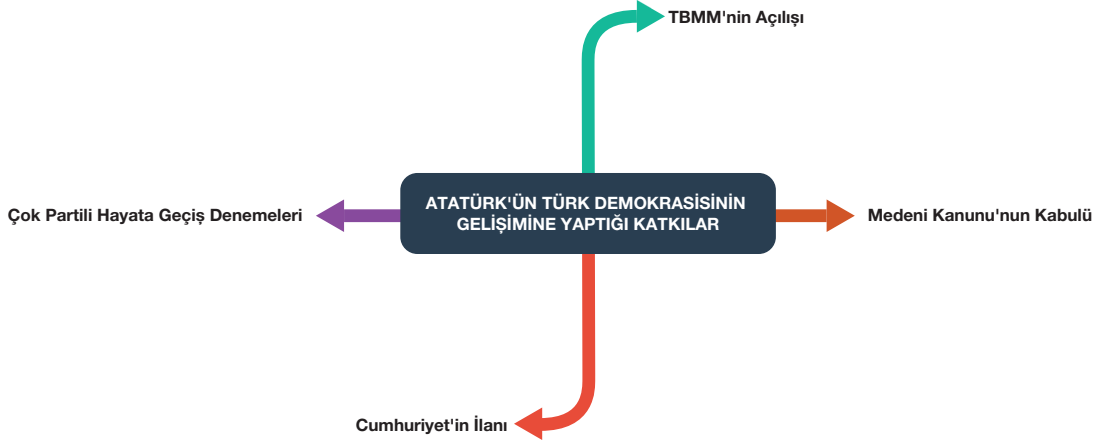 TBMM'nin Açılışı
ATATÜRK'ÜN TÜRK DEMOKRASİSİNİN
GELİŞİMİNE YAPTIĞI KATKILAR
Çok Partili Hayata Geçiş Denemeleri
Medeni Kanunu'nun Kabulü
Cumhuriyet'in İlanı